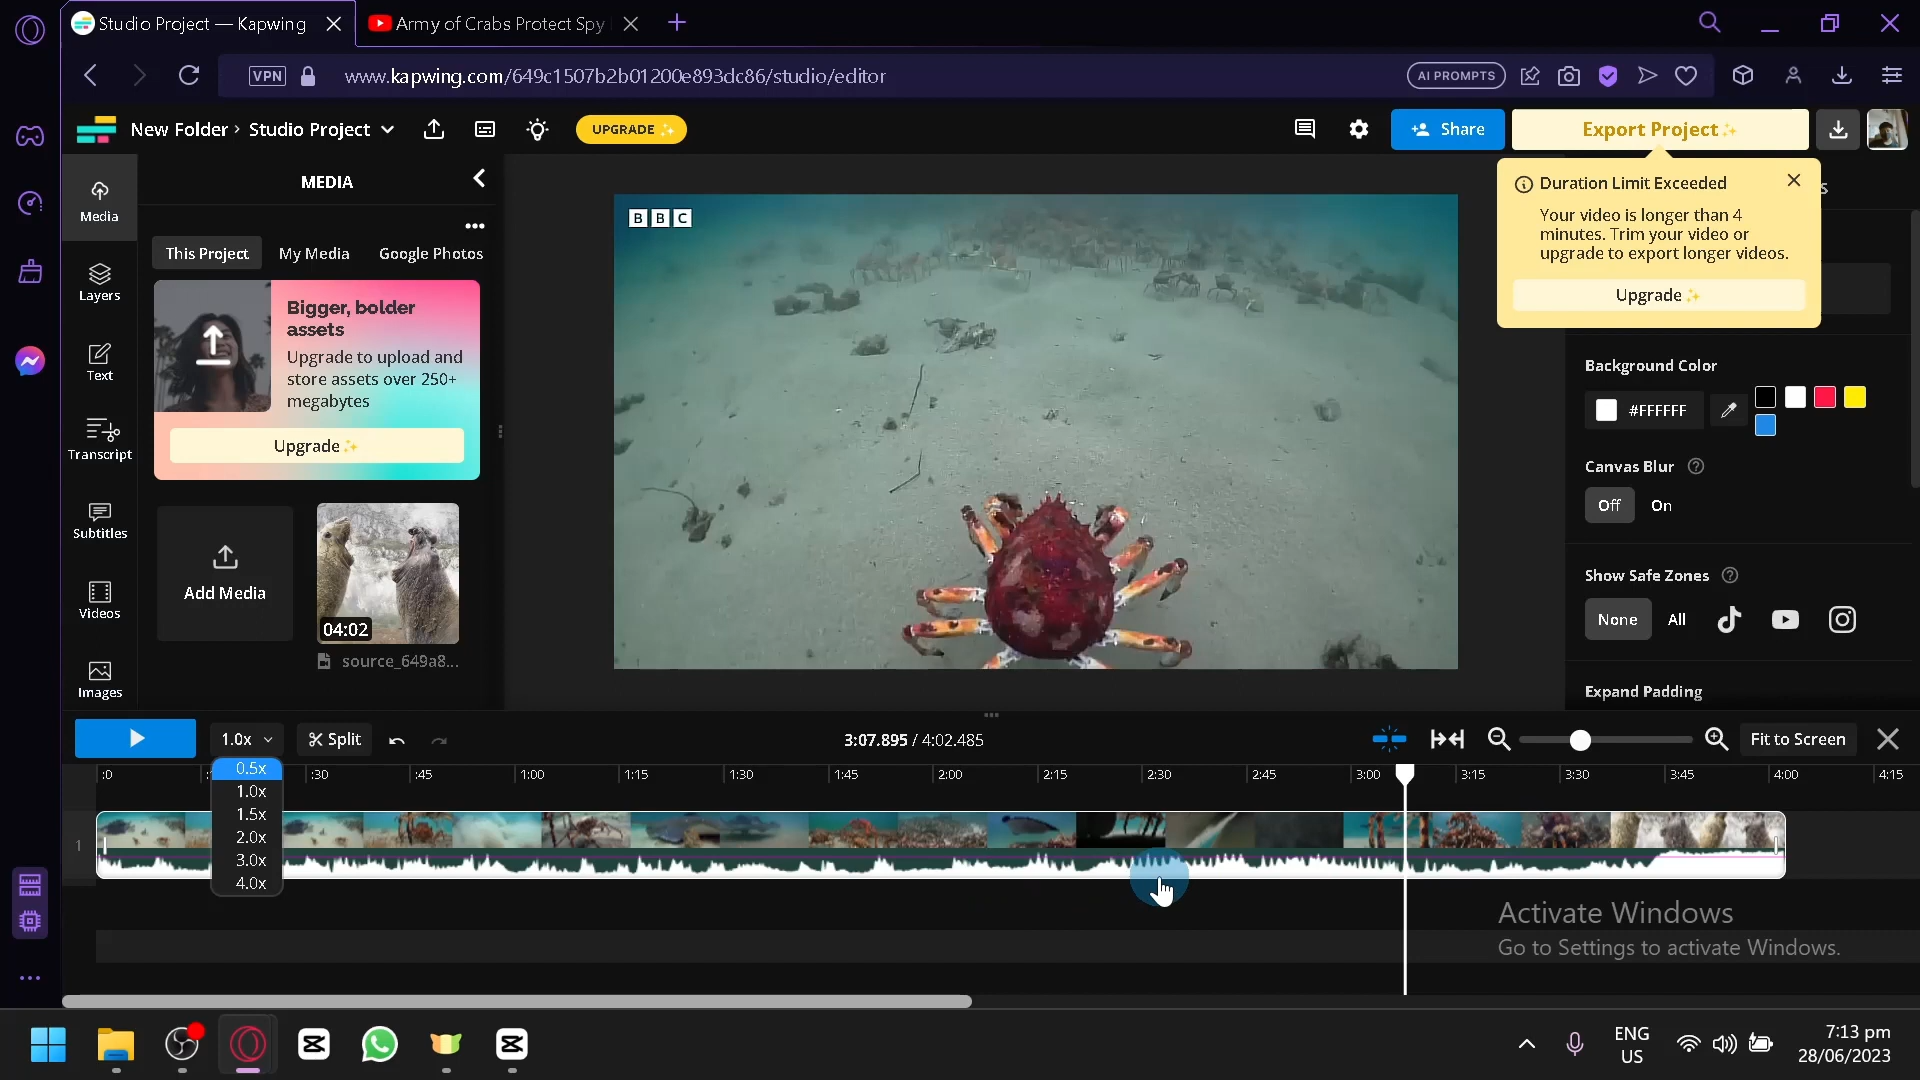 Studio Project — Kapwing
Army of Crabs Protect Spy
VPN
www.kapwing.com/649c1507b2b01200e893dc86/studio/editor
AI PROMPTS
New Folder › Studio Project
UPGRADE
Share
Export Project
Duration Limit Exceeded
Your video is longer than 4
minutes. Trim your video or
upgrade to export longer videos.
Upgrade
Media
Layers
Text
Transcript
Subtitles
Videos
Images
MEDIA
This Project
My Media
Google Photos
Bigger, bolder
assets
Upgrade to upload and
store assets over 250+
megabytes
Upgrade
Add Media
04:02
source_649a8...
BBC
Background Color
#FFFFFF
Canvas Blur
Off
On
Show Safe Zones
None
All
Expand Padding
1.0x
Split
3:07.895 / 4:02.485
Fit to Screen
:0
:30
:45
1:00
1:15
1:30
1:45
2:00
2:15
2:30
2:45
3:00
3:15
3:30
3:45
4:00
4:15
0.5x
1.0x
1.5x
2.0x
3.0x
4.0x
1
Activate Windows
Go to Settings to activate Windows.
ENG
US
7:13 pm
28/06/2023